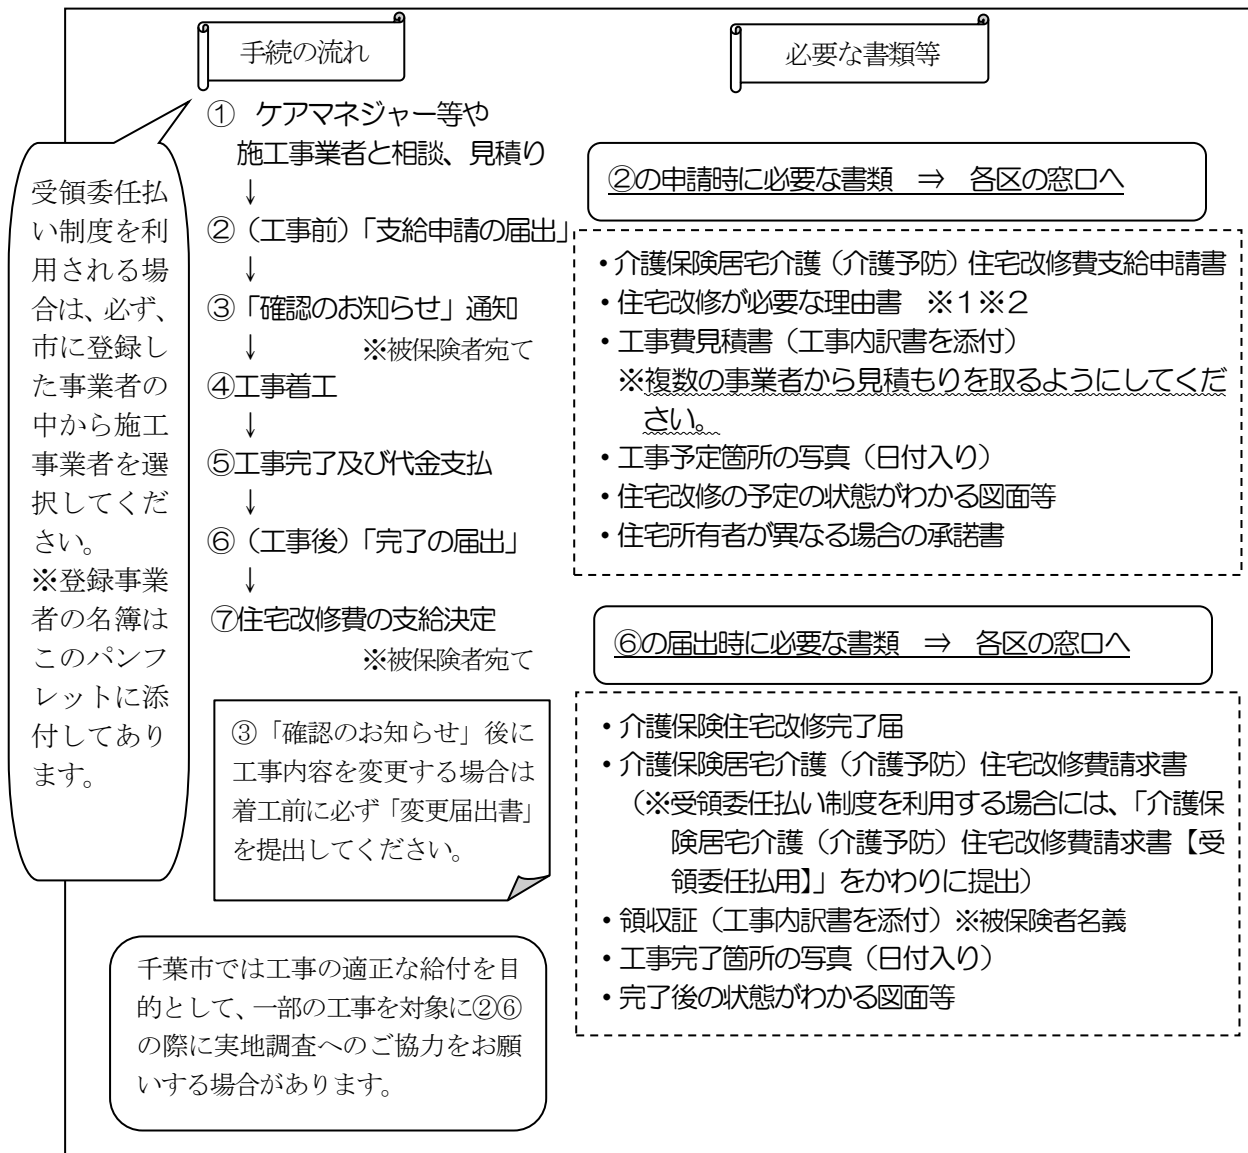 手続の流れ
必要な書類等
受領委任払
い制度を利
用される場
合は、必ず、
市に登録し
た事業者の
中から施工
事業者を選
択してくだ
さい。
※登録事業
者の名簿は
このパンフ
レットに添
付してあり
ます。
① ケアマネジャー等や
施工事業者と相談、見積り
↓
②（工事前）「支給申請の届出」
↓
③「確認のお知らせ」通知
↓ ※被保険者宛て
④工事着工
↓
⑤工事完了及び代金支払
↓
⑥（工事後）「完了の届出」
↓
⑦住宅改修費の支給決定
※被保険者宛て
③「確認のお知らせ」後に
工事内容を変更する場合は
着工前に必ず「変更届出書」
を提出してください。
千葉市では工事の適正な給付を目
的として、一部の工事を対象に②⑥
の際に実地調査へのご協力をお願
いする場合があります。
②の申請時に必要な書類 ⇒ 各区の窓口へ
・介護保険居宅介護（介護予防）住宅改修費支給申請書
・住宅改修が必要な理由書 ※１※２
・工事費見積書（工事内訳書を添付）
※複数の事業者から見積もりを取るようにしてくだ
さい。
・工事予定箇所の写真（日付入り）
・住宅改修の予定の状態がわかる図面等
・住宅所有者が異なる場合の承諾書
⑥の届出時に必要な書類 ⇒ 各区の窓口へ
・介護保険住宅改修完了届
・介護保険居宅介護（介護予防）住宅改修費請求書
（※受領委任払い制度を利用する場合には、「介護保
険居宅介護（介護予防）住宅改修費請求書【受
領委任払用】」をかわりに提出）
・領収証（工事内訳書を添付）※被保険者名義
・工事完了箇所の写真（日付入り）
・完了後の状態がわかる図面等